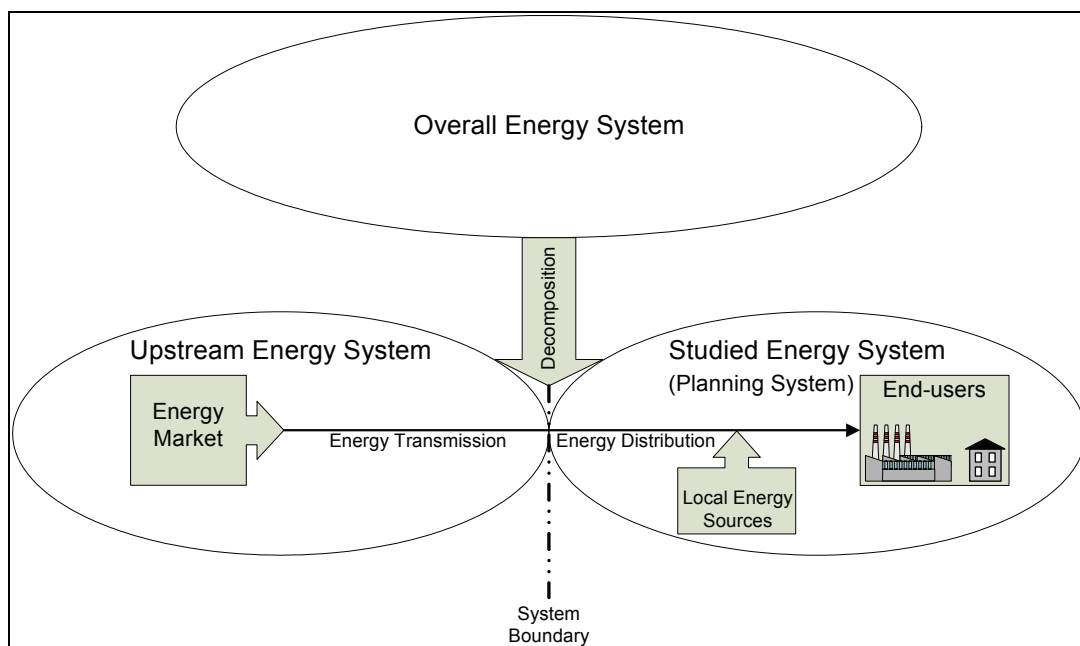 Overall Energy System
Decomposition
Upstream Energy System
Energy
Market
Energy Transmission
Studied Energy System
(Planning System)
End-users
Energy Distribution
Local Energy
Sources
System
Boundary